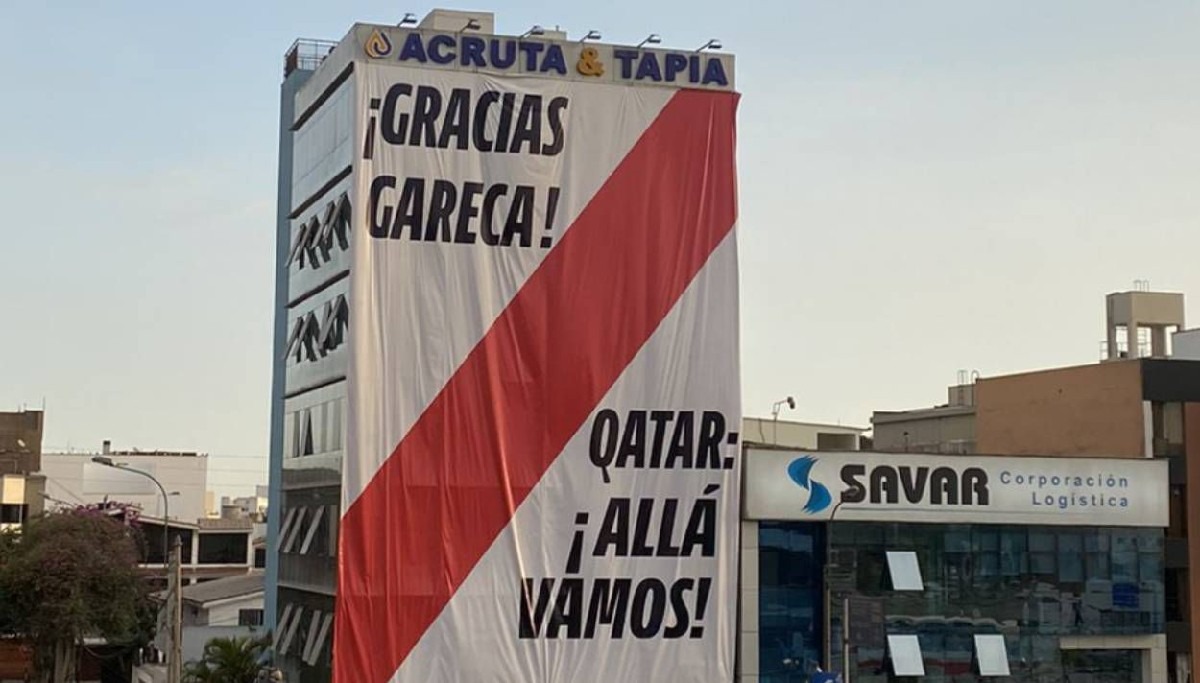 ACRUTA & TAPIA
¡GRACIAS
GARECA!
QATAR:
¡ALLÁ
VAMOS!
SAVAR Corporación
Logística